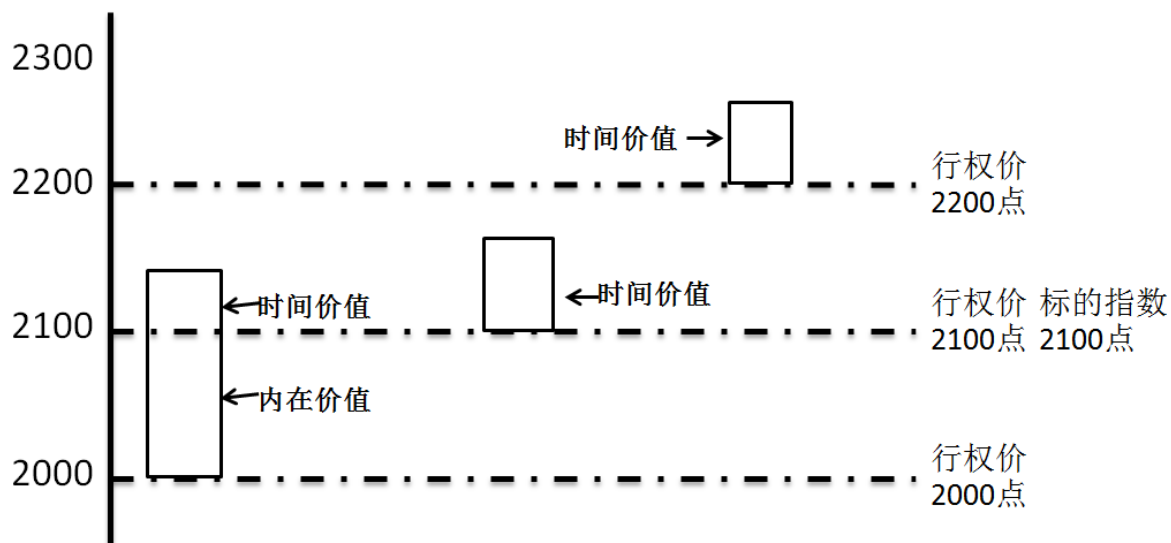 2300
时间价值
2200
行权价
2200点
时间价值
时间价值
2100
行权价 标的指数
2100点 2100点
内在价值
2000
行权价
2000点